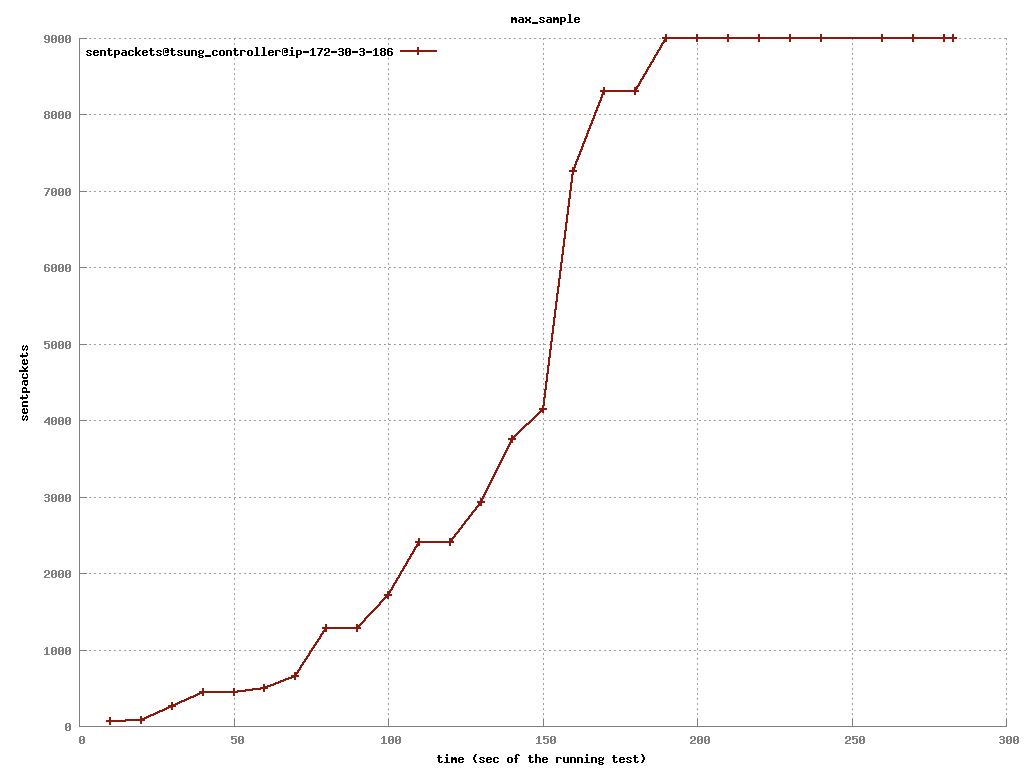 max_sample
9000
sentpackets@tsung_controller@ip-172-30-3-186
8000
7000
6000
5000
sentpackets
4000
3000
2000
1000
0
0 50 100 150 200 250 300
time (sec of the running test)